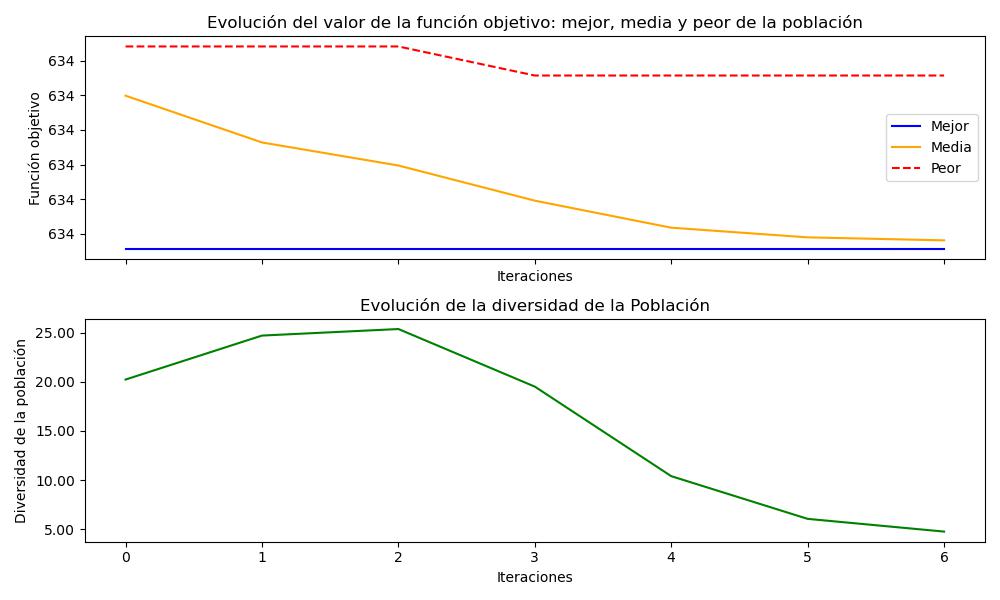 Evolución del valor de la función objetivo: mejor, media y peor de la población
634
634
634
634
634
634
Función objetivo
Mejor
Media
Peor
Iteraciones
Evolución de la diversidad de la Población
25.00
20.00
15.00
10.00
5.00
Diversidad de la población
0 1 2 3 4 5 6
Iteraciones